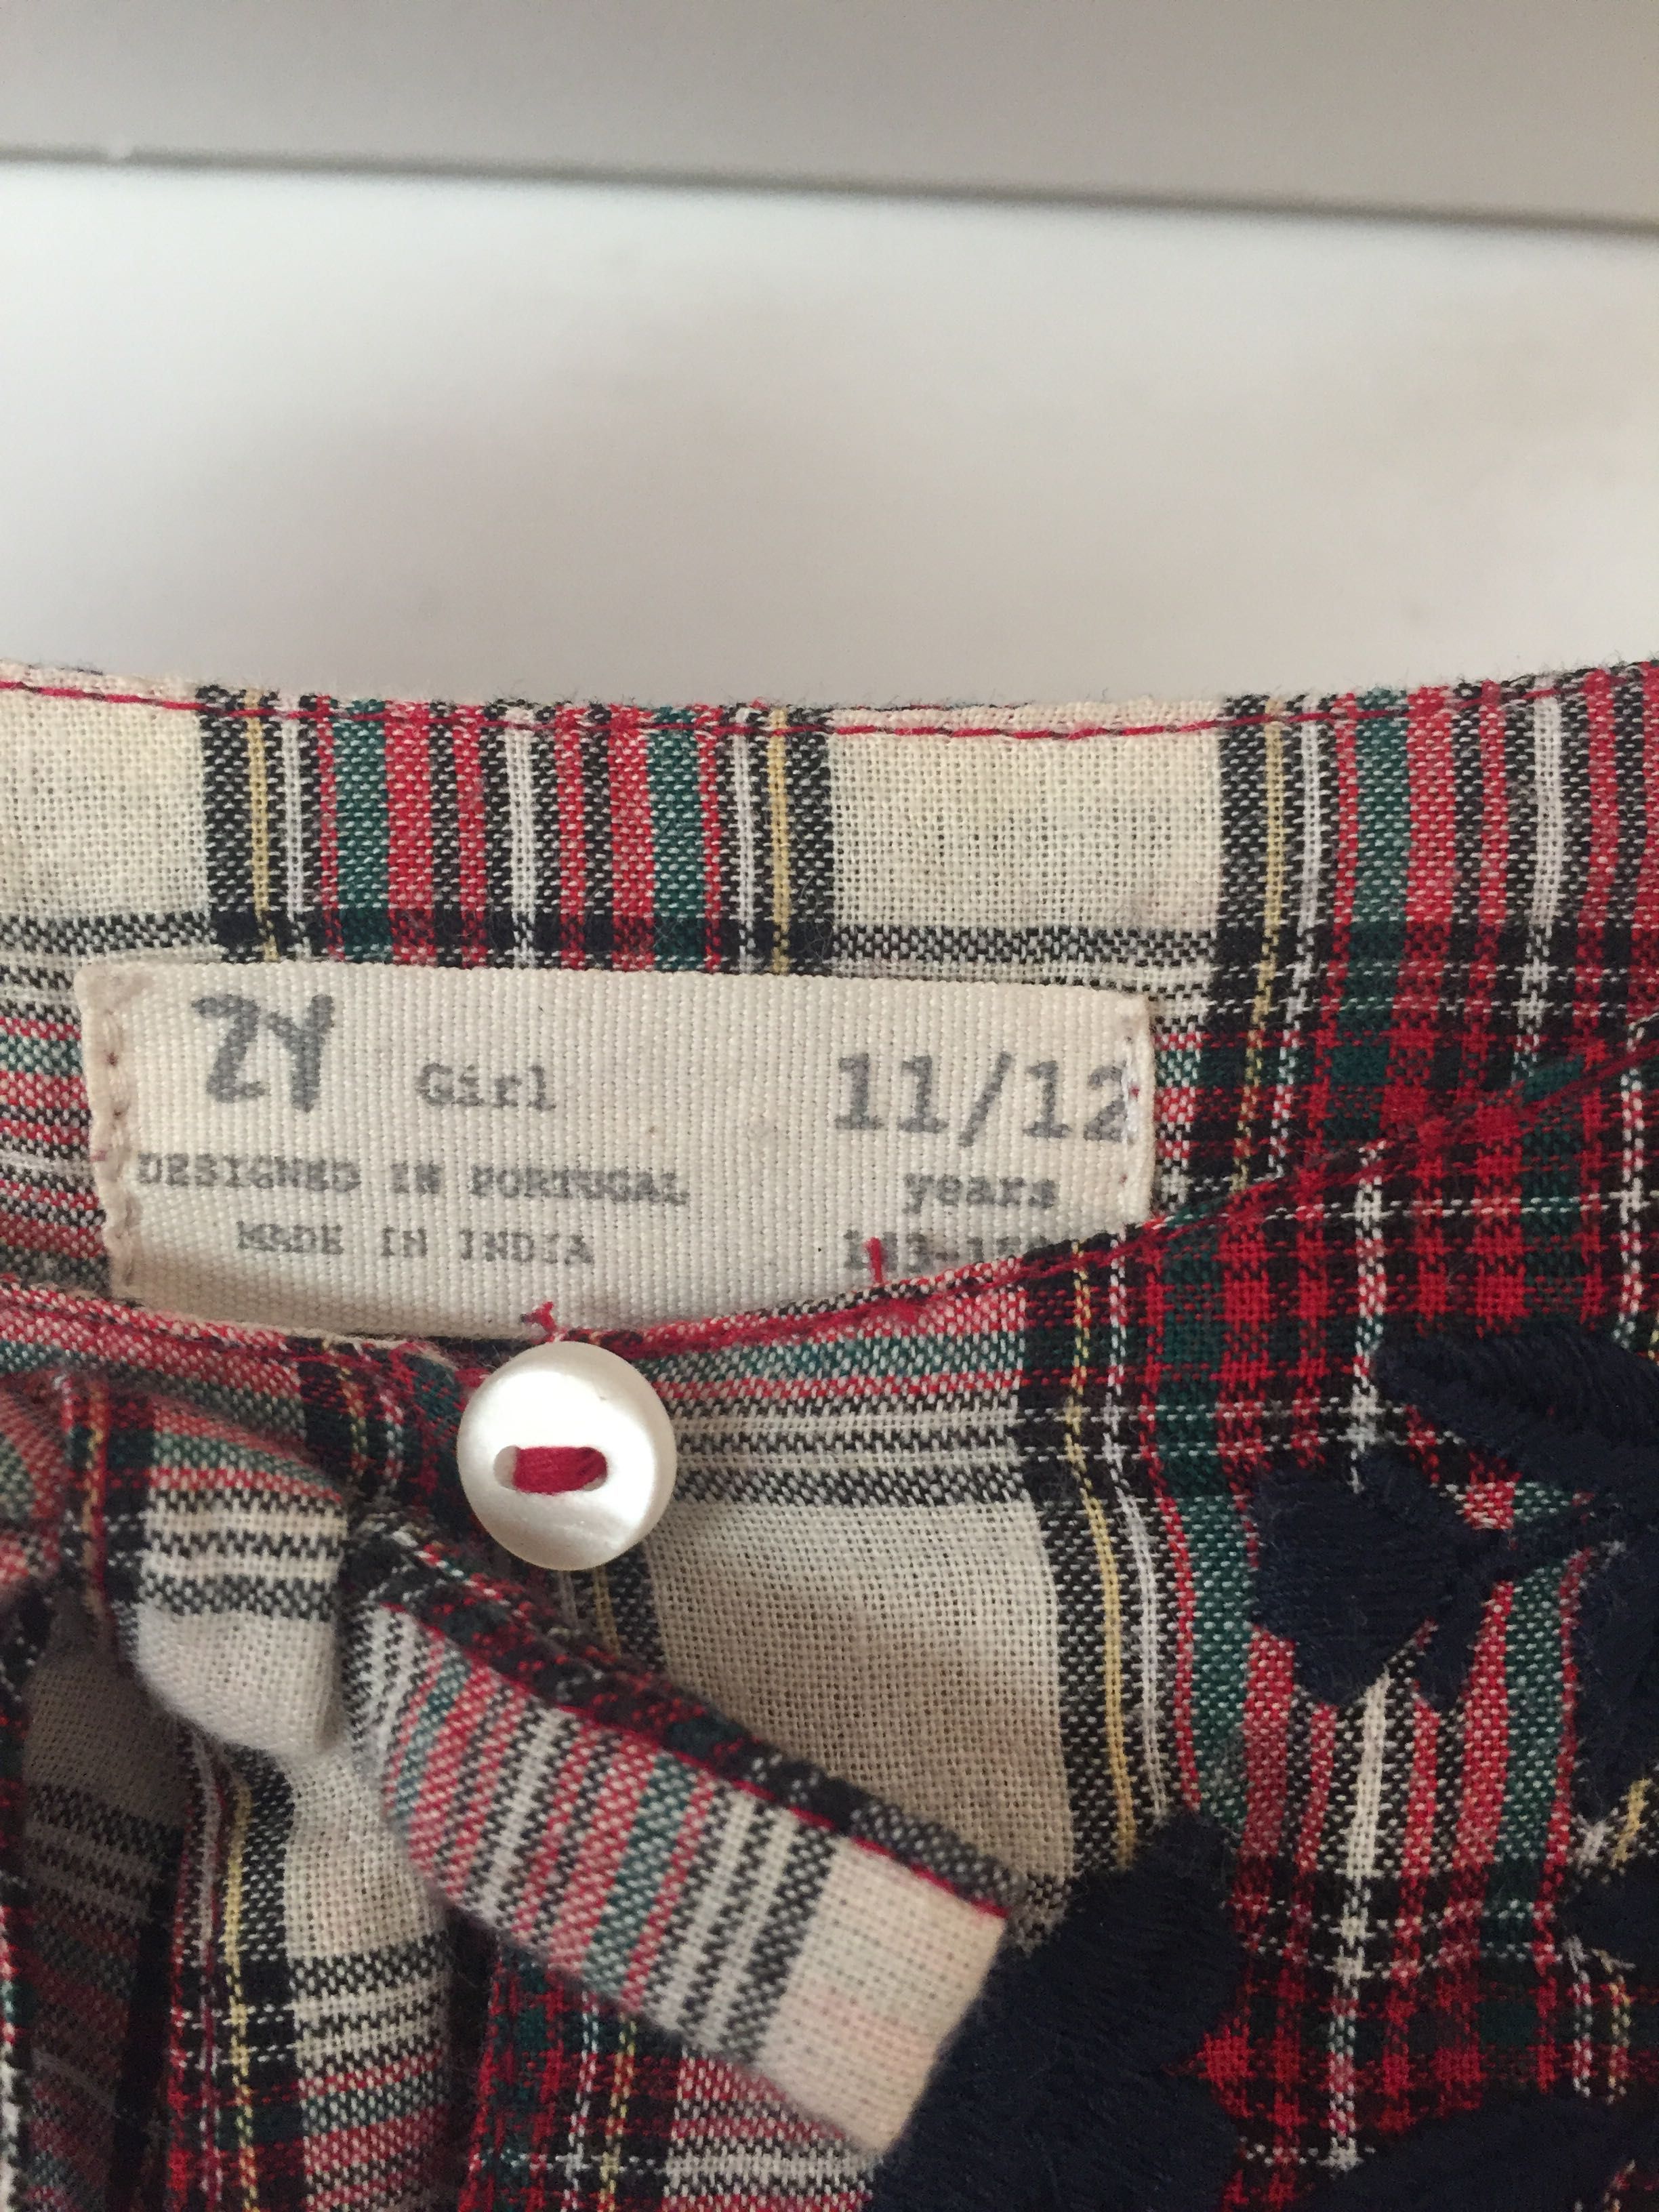 ZY Girl 11/12
DESIGNED IN PORTUGAL years
MADE IN INDIA